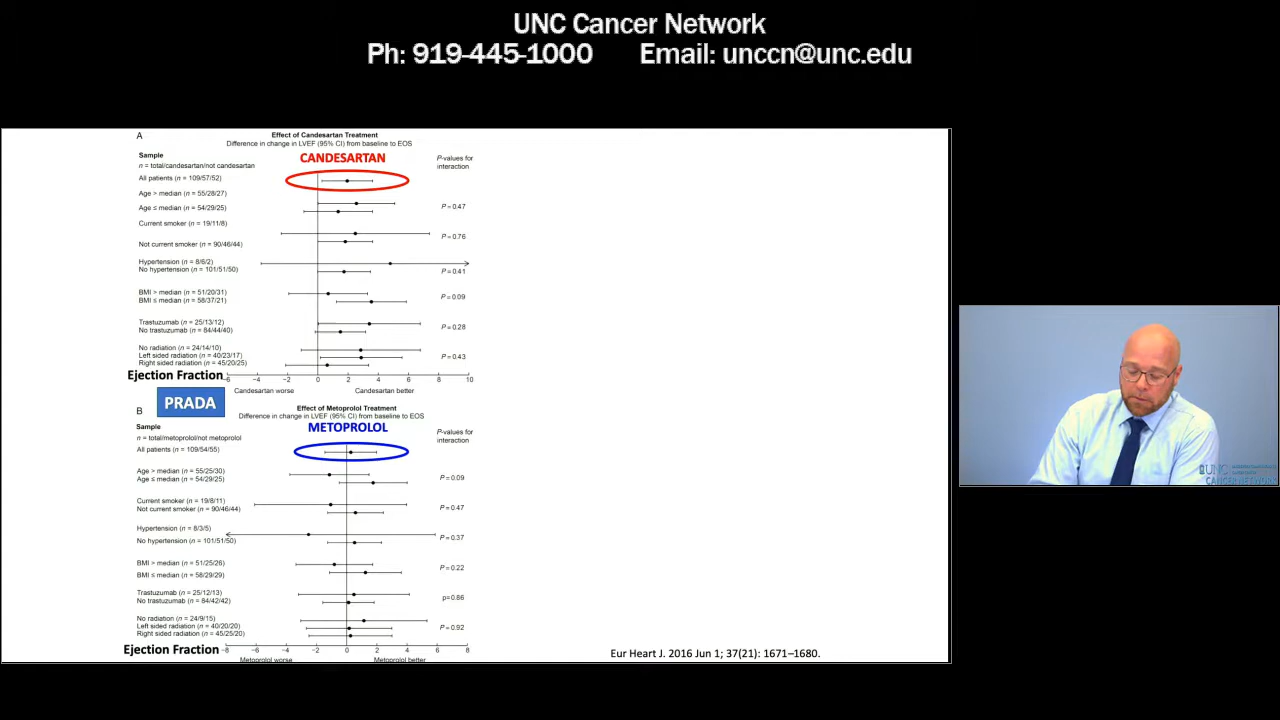 UNC Cancer Network
Ph: 919-445-1000 Email: unccn@unc.edu
A
Effect of Candesartan Treatment
Difference in change in LVEF (95% CI) from baseline to EOS
Sample
CANDESARTAN
P-values for
interaction
n = total/candesartan/not candesartan
All patients (n = 109/57/52)
Age > median (n = 55/28/27)
Age ≤ median (n = 54/29/25)
P = 0.47
Current smoker (n = 19/11/8)
P = 0.76
Not current smoker (n = 90/46/44)
Hypertension (n = 8/6/2)
No hypertension (n = 101/51/50)
P = 0.41
BMI > median (n = 51/20/31)
BMI ≤ median (n = 58/37/21)
P = 0.09
Trastuzumab (n = 25/13/12)
No trastuzumab (n = 84/44/40)
P = 0.28
No radiation (n = 24/14/10)
Left sided radiation (n = 40/23/17)
Right sided radiation (n = 45/20/25)
P = 0.43
Ejection Fraction
−6 −4 −2 0 2 4 6 8 10
Candesartan worse Candesartan better
PRADA
B
Effect of Metoprolol Treatment
Difference in change in LVEF (95% CI) from baseline to EOS
Sample
METOPROLOL
P-values for
interaction
n = total/metoprolol/not metoprolol
All patients (n = 109/54/55)
Age > median (n = 55/25/30)
Age ≤ median (n = 54/29/25)
P = 0.09
Current smoker (n = 19/8/11)
Not current smoker (n = 90/46/44)
P = 0.47
Hypertension (n = 8/3/5)
No hypertension (n = 101/51/50)
P = 0.37
BMI > median (n = 51/25/26)
BMI ≤ median (n = 58/29/29)
P = 0.22
Trastuzumab (n = 25/12/13)
No trastuzumab (n = 84/42/42)
p= 0.86
No radiation (n = 24/9/15)
Left sided radiation (n = 40/20/20)
Right sided radiation (n = 45/25/20)
P = 0.92
Ejection Fraction
−8 −6 −4 −2 0 2 4 6 8
Metoprolol worse Metoprolol better
Eur Heart J. 2016 Jun 1; 37(21): 1671–1680.
UNC
CANCER NETWORK